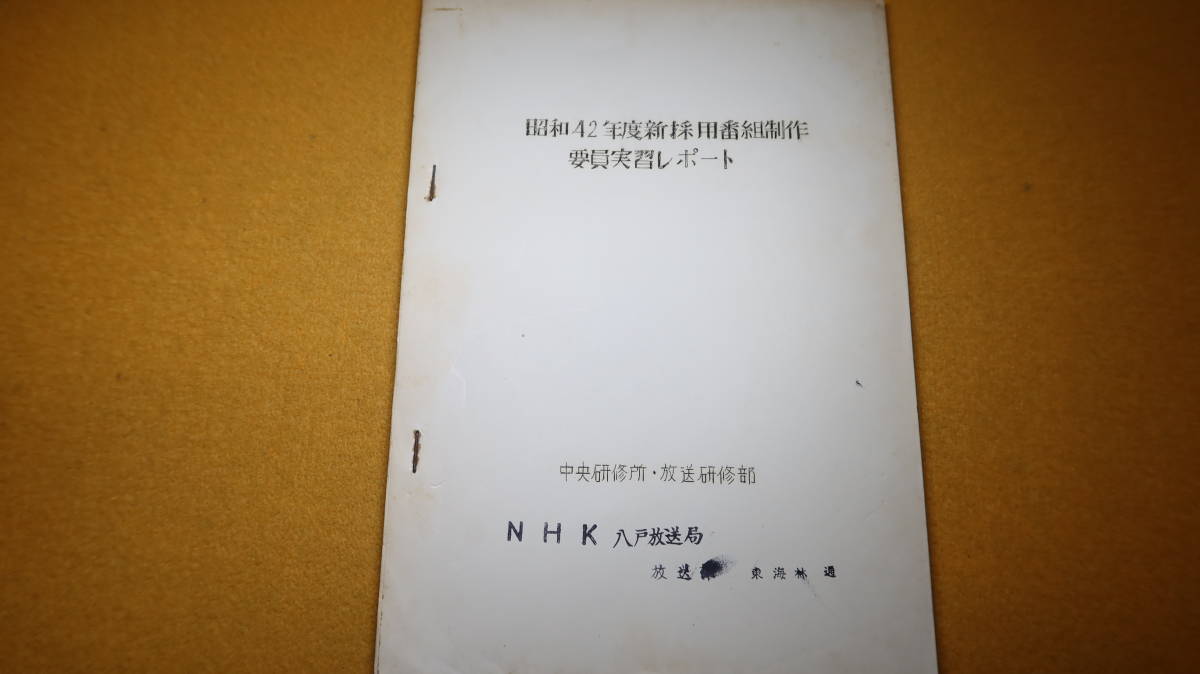 昭和42年度新採用番組制作
要員実習レポート
中央研修所・放送研修部
NHK 八戸放送局
放送 東海林 通